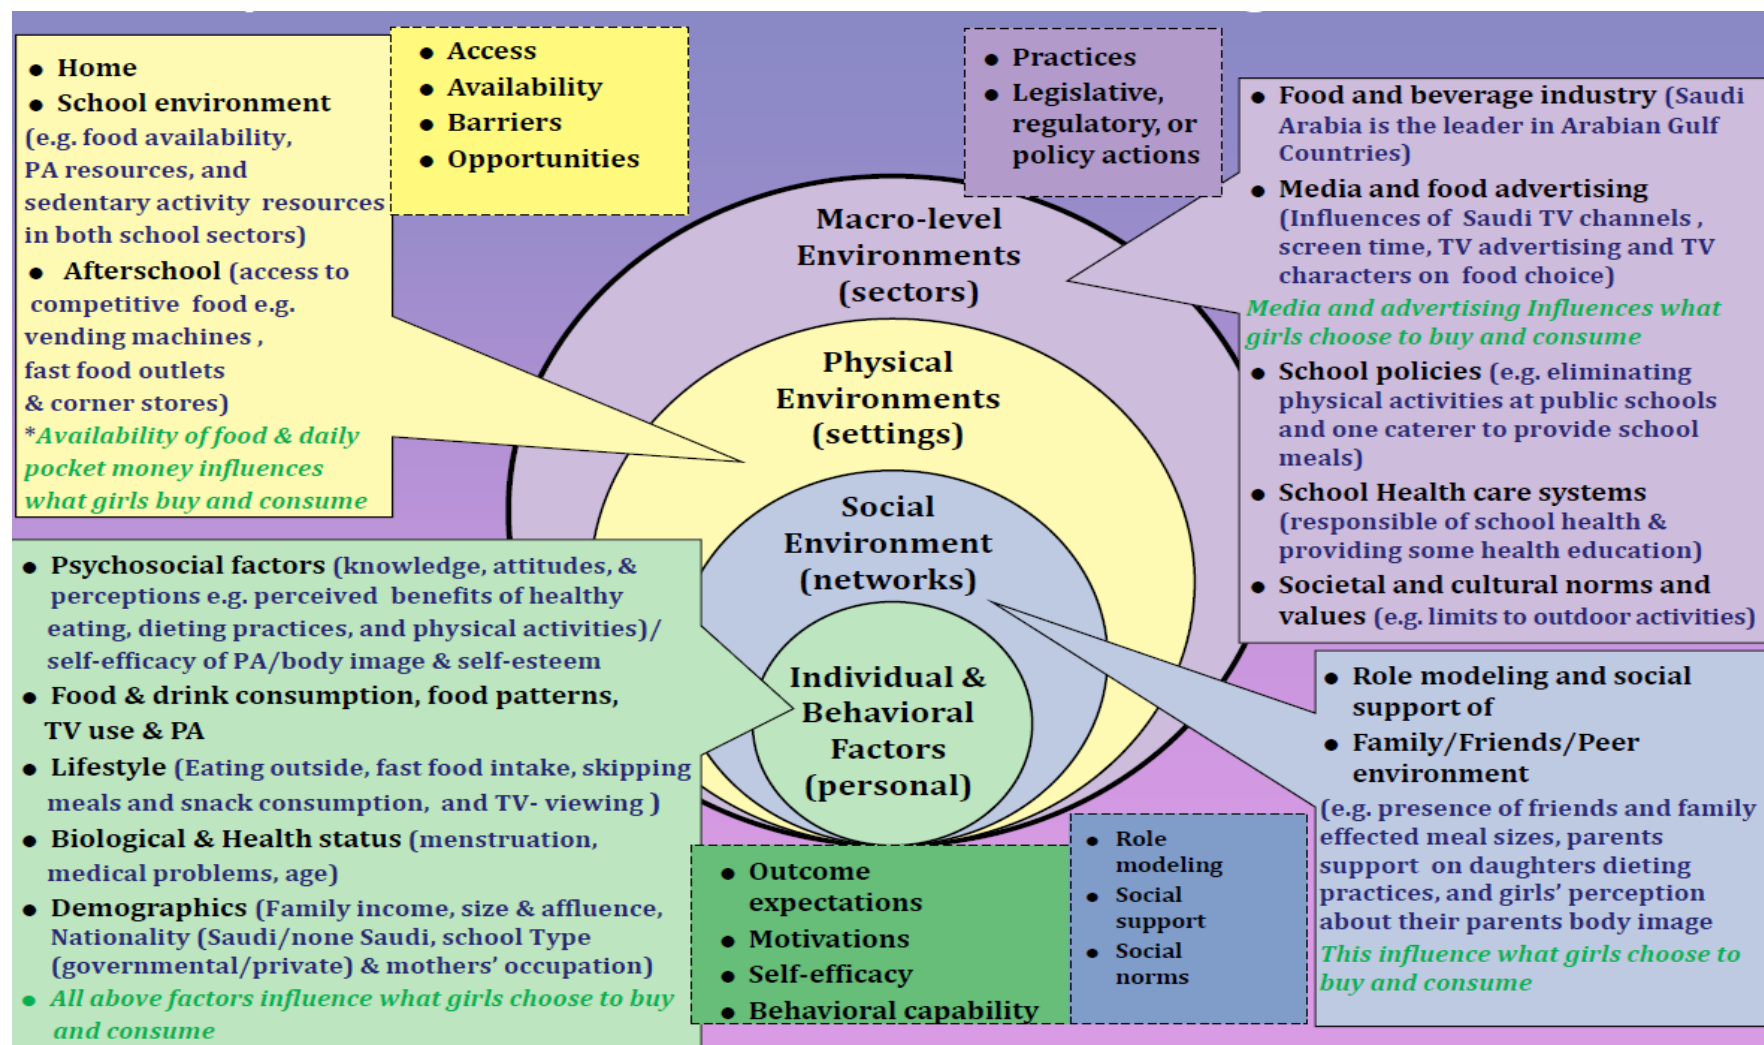 ● Home
● School environment
(e.g. food availability,
PA resources, and
sedentary activity resources
in both school sectors)
● Afterschool (access to
competitive food e.g.
vending machines ,
fast food outlets
& corner stores)
*Availability of food & daily
pocket money influences
what girls buy and consume
● Access
● Availability
● Barriers
● Opportunities
● Practices
● Legislative,
regulatory, or
policy actions
● Food and beverage industry (Saudi
Arabia is the leader in Arabian Gulf
Countries)
● Media and food advertising
(Influences of Saudi TV channels ,
screen time, TV advertising and TV
characters on food choice)
Media and advertising Influences what
girls choose to buy and consume
● School policies (e.g. eliminating
physical activities at public schools
and one caterer to provide school
meals)
● School Health care systems
(responsible of school health &
providing some health education)
● Societal and cultural norms and
values (e.g. limits to outdoor activities)
Macro-level
Environments
(sectors)
Physical
Environments
(settings)
Social
Environment
(networks)
Individual &
Behavioral
Factors
(personal)
● Psychosocial factors (knowledge, attitudes, &
perceptions e.g. perceived benefits of healthy
eating, dieting practices, and physical activities)/
self-efficacy of PA/body image & self-esteem
● Food & drink consumption, food patterns,
TV use & PA
● Lifestyle (Eating outside, fast food intake, skipping
meals and snack consumption, and TV- viewing )
● Biological & Health status (menstruation,
medical problems, age)
● Demographics (Family income, size & affluence,
Nationality (Saudi/none Saudi, school Type
(governmental/private) & mothers' occupation)
● All above factors influence what girls choose to buy
and consume
● Outcome
expectations
● Motivations
● Self-efficacy
● Behavioral capability
● Role
modeling
● Social
support
● Social
norms
● Role modeling and social
support of
● Family/Friends/Peer
environment
(e.g. presence of friends and family
effected meal sizes, parents
support on daughters dieting
practices, and girls' perception
about their parents body image
This influence what girls choose to
buy and consume